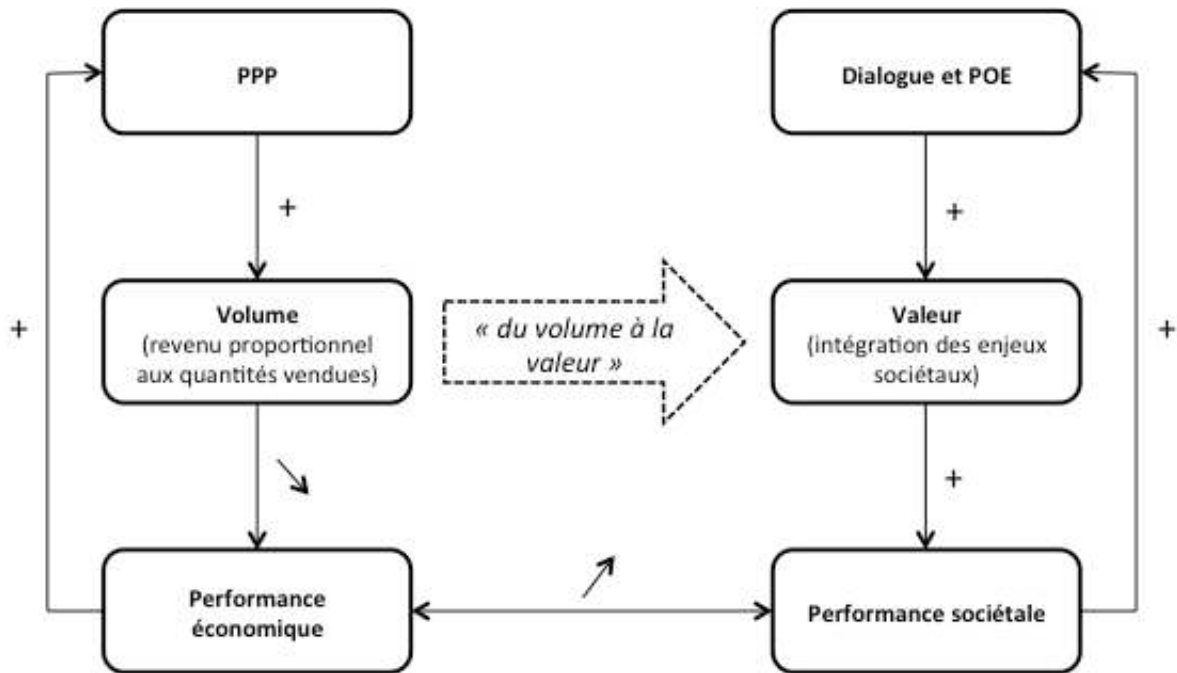 PPP
Dialogue et POE
+
+
Volume
(revenu proportionnel
aux quantités vendues)
« du volume à la
valeur »
Valeur
(intégration des enjeux
sociétaux)
+
+
+
Performance
économique
Performance sociétale